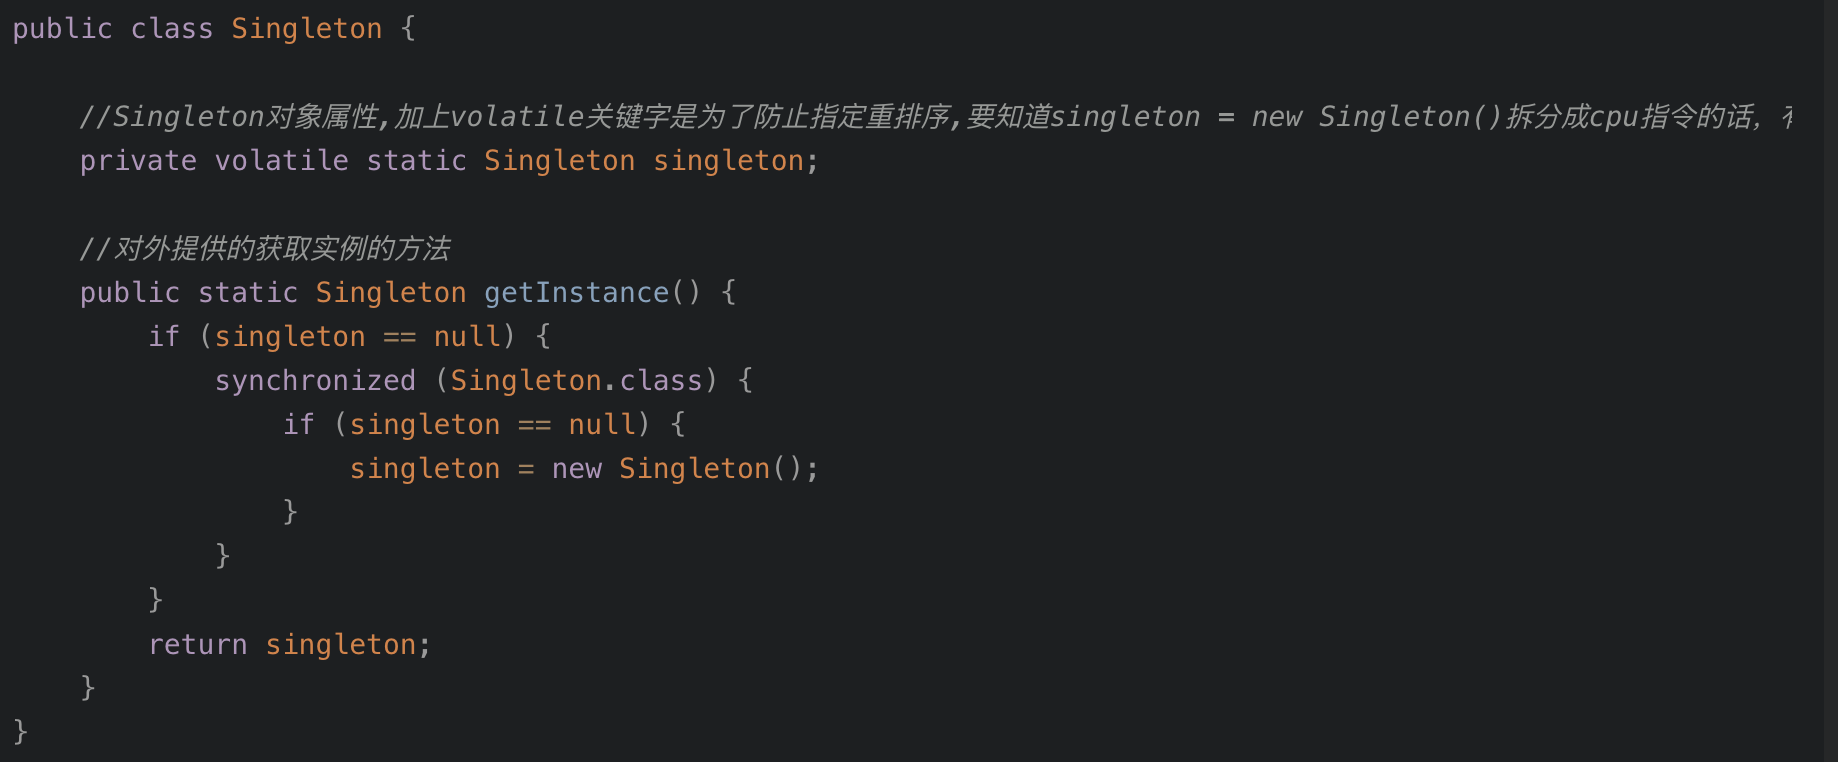 public class Singleton {
//Singleton对象属性,加上volatile关键字是为了防止指定重排序,要知道singleton = new Singleton()拆分成cpu指令的话,
private volatile static Singleton singleton;
//对外提供的获取实例的方法
public static Singleton getInstance() {
if (singleton == null) {
synchronized (Singleton.class) {
if (singleton == null) {
singleton = new Singleton();
}
}
}
return singleton;
}
}